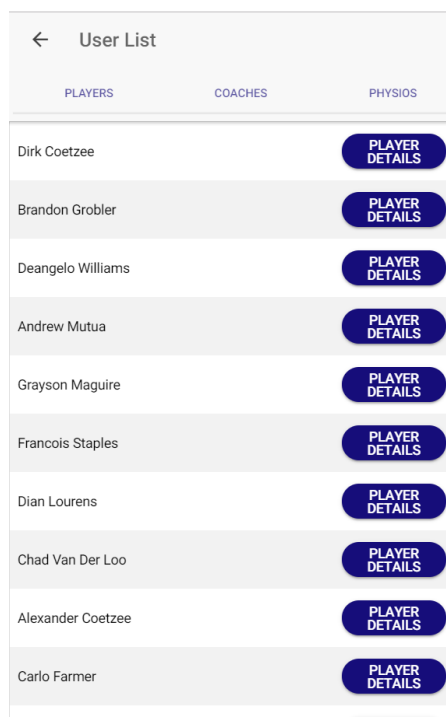 User List
PLAYERS COACHES PHYSIOS
Dirk Coetzee
PLAYER
DETAILS
Brandon Grobler
PLAYER
DETAILS
Deangelo Williams
PLAYER
DETAILS
Andrew Mutua
PLAYER
DETAILS
Grayson Maguire
PLAYER
DETAILS
Francois Staples
PLAYER
DETAILS
Dian Lourens
PLAYER
DETAILS
Chad Van Der Loo
PLAYER
DETAILS
Alexander Coetzee
PLAYER
DETAILS
Carlo Farmer
PLAYER
DETAILS